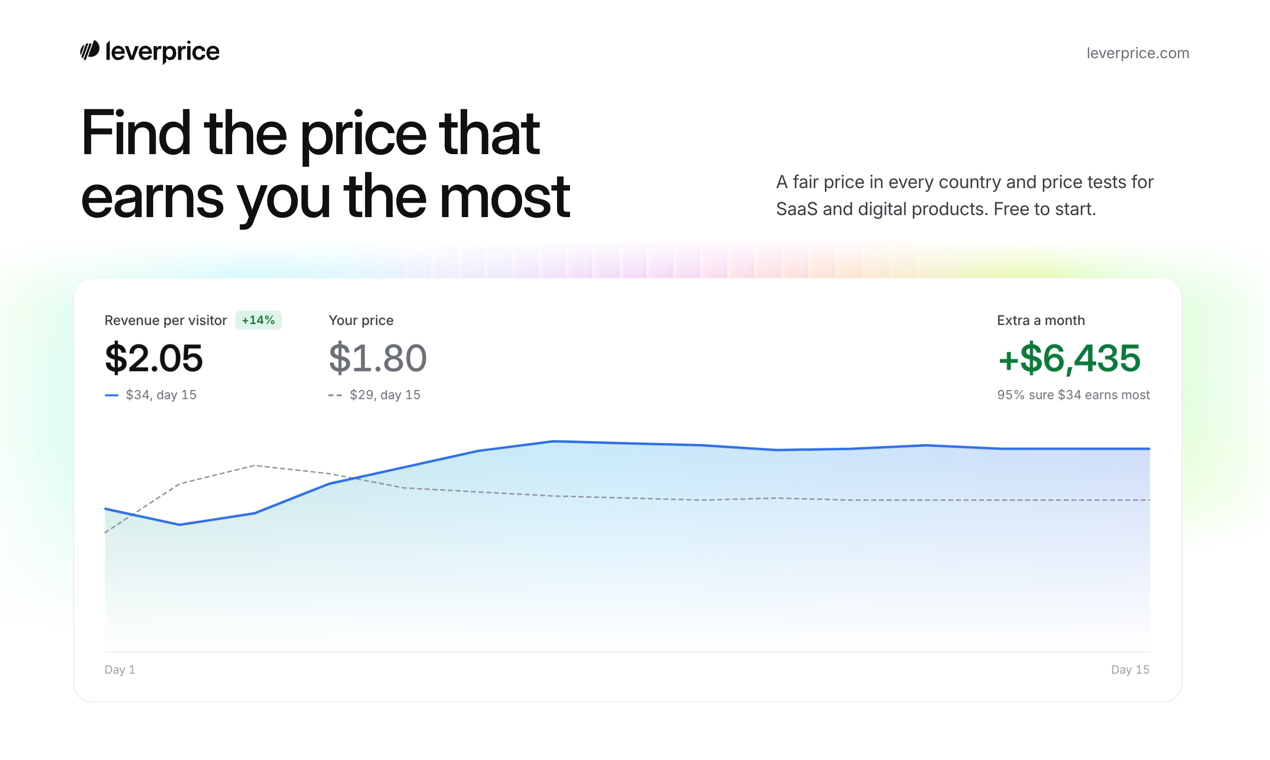 leverprice
leverprice.com
Find the price that
earns you the most
A fair price in every country and price tests for
SaaS and digital products. Free to start.
Revenue per visitor +14%
$2.05
$34, day 15
Your price
$1.80
$29, day 15
Extra a month
+$6,435
95% sure $34 earns most
Day 1
Day 15